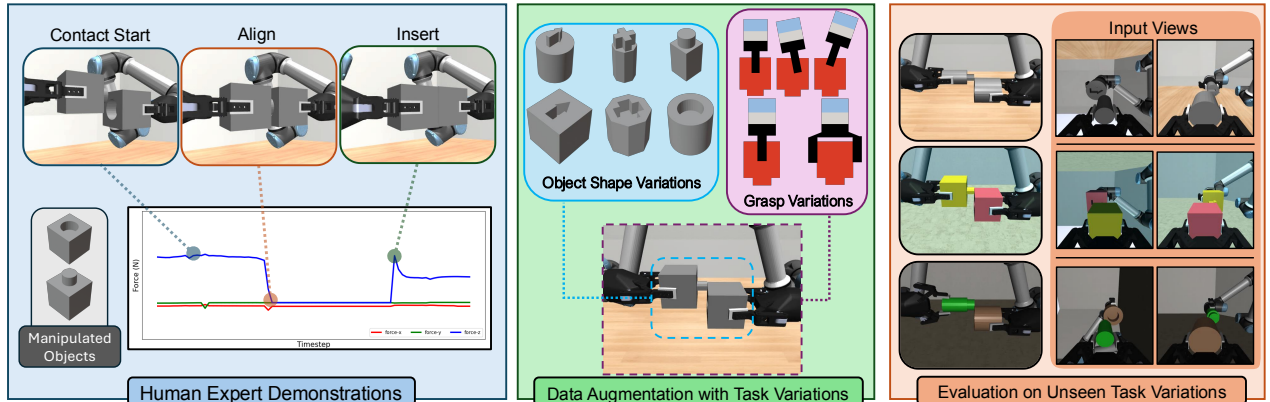 Contact Start
Align
Insert
Manipulated
Objects
Force (N)
Timestep
force-x
force-y
force-z
Human Expert Demonstrations
Object Shape Variations
Grasp Variations
Data Augmentation with Task Variations
Input Views
Evaluation on Unseen Task Variations